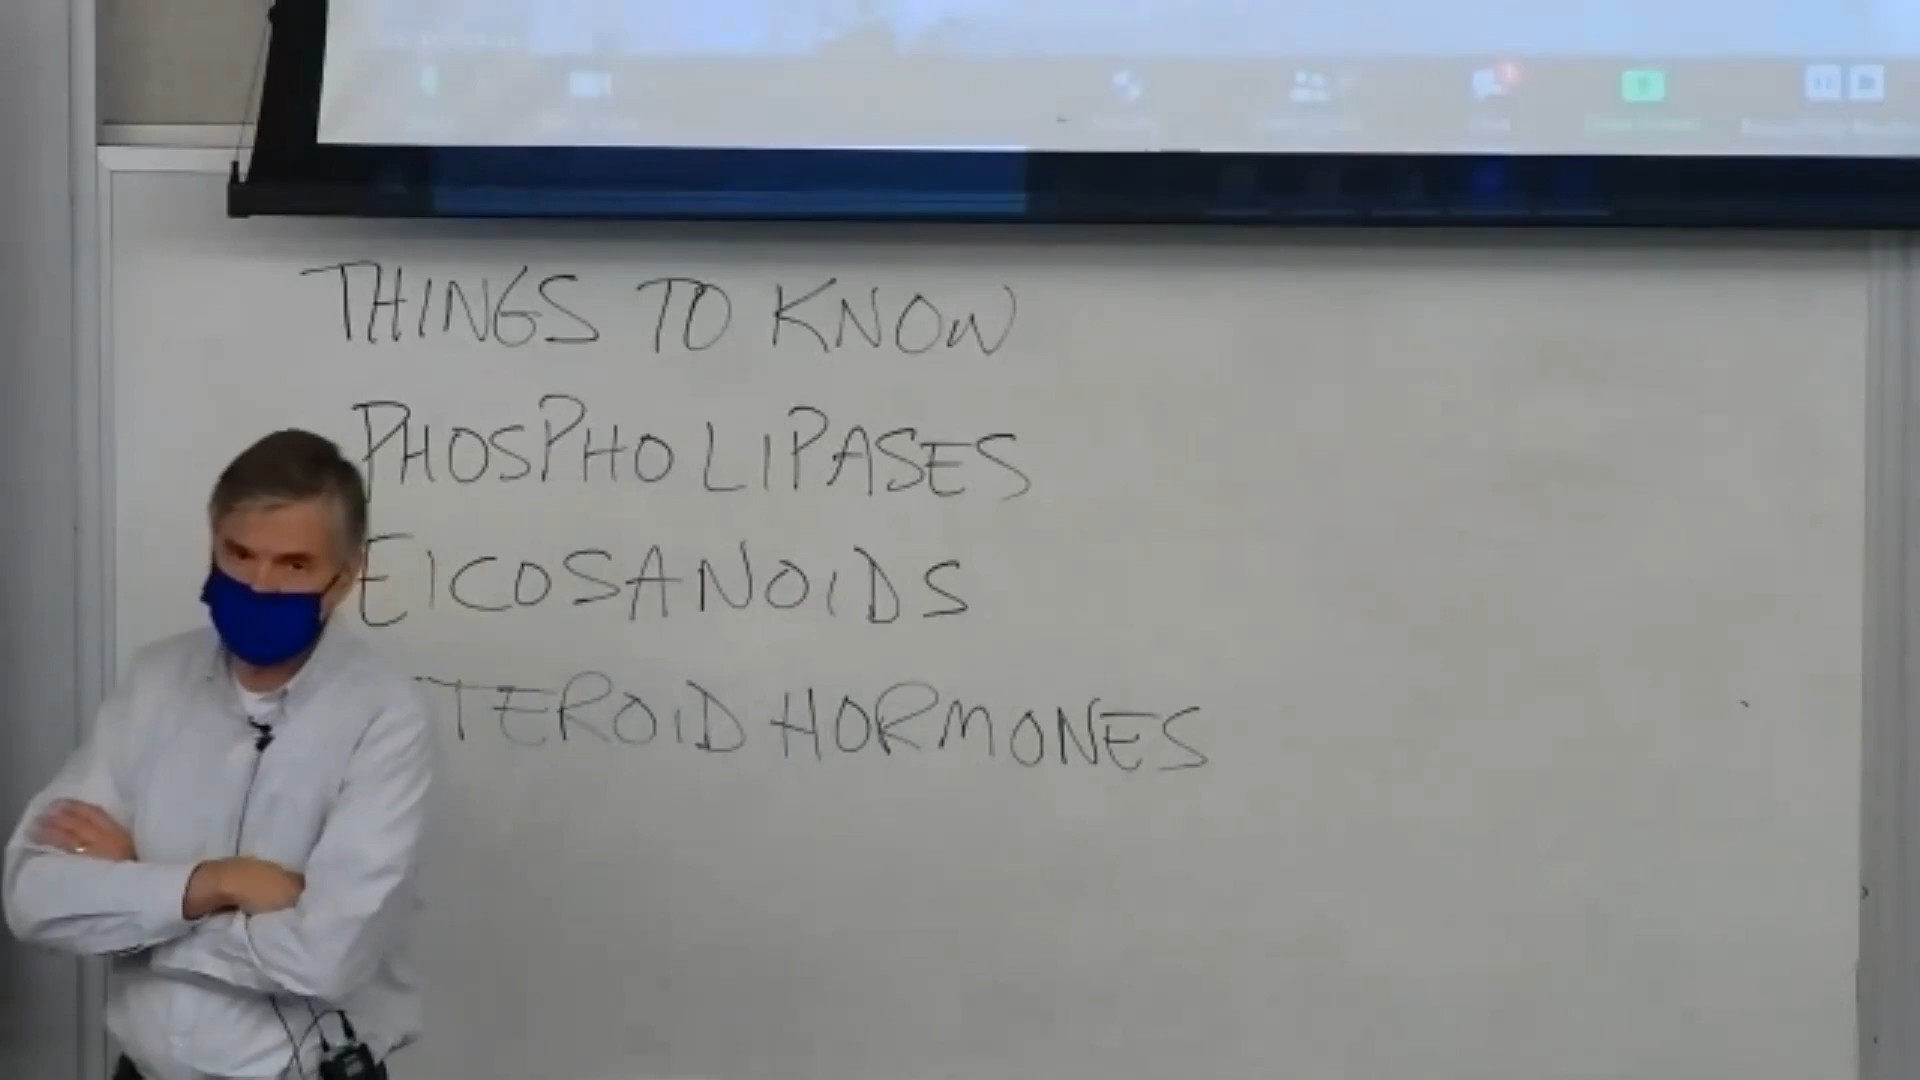 THINGS TO KNOW
PHOSPHOLIPASES
EICOSANOIDS
TEROID HORMONES